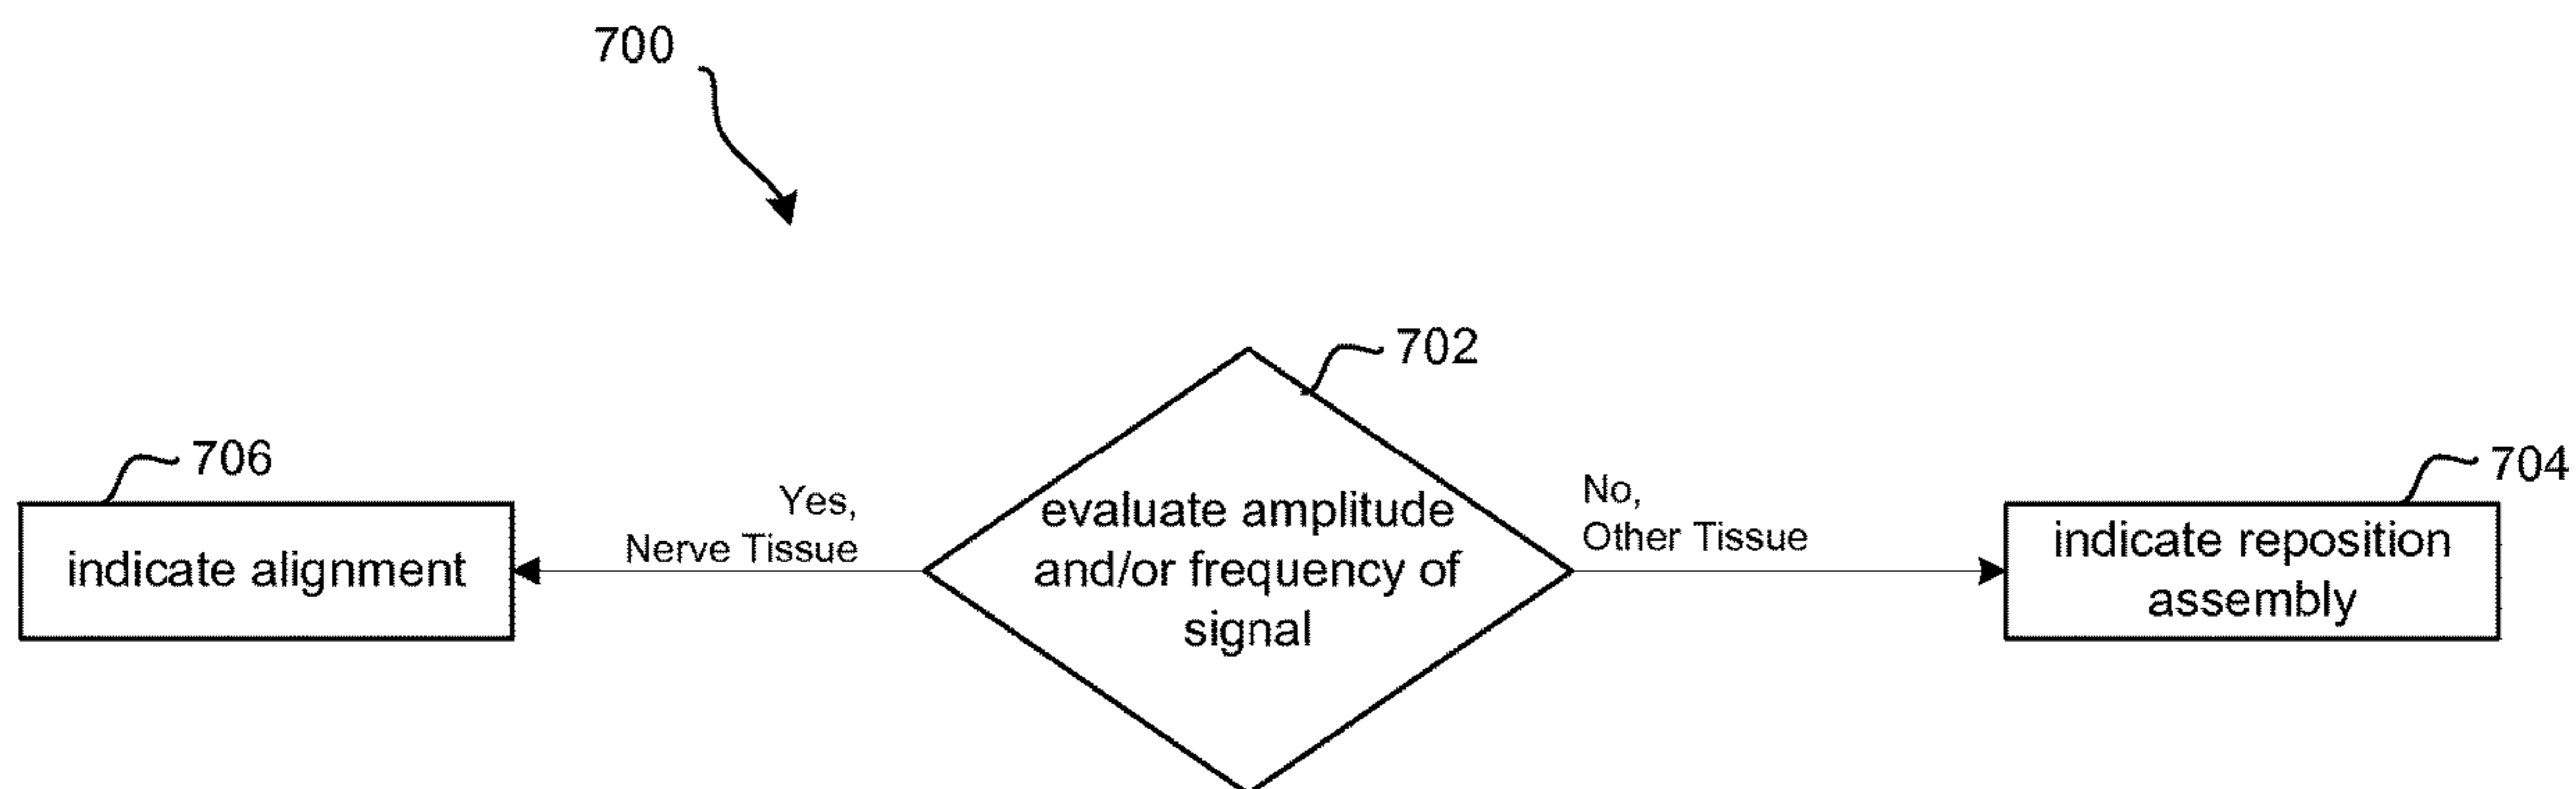 700
702
706
704
Yes,
Nerve Tissue
evaluate amplitude
and/or frequency of
signal
No,
Other Tissue
indicate alignment
indicate reposition
assembly